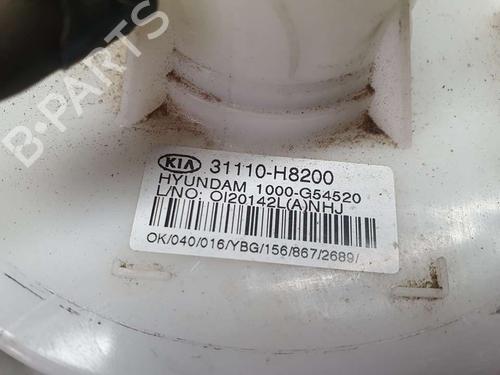 B-PARTS
KIA 31110-H8200
HYUNDAM 1000-G54520
L/NO: OI20142L(A)NHJ
OK/040/016/YBG/156/867/2689/